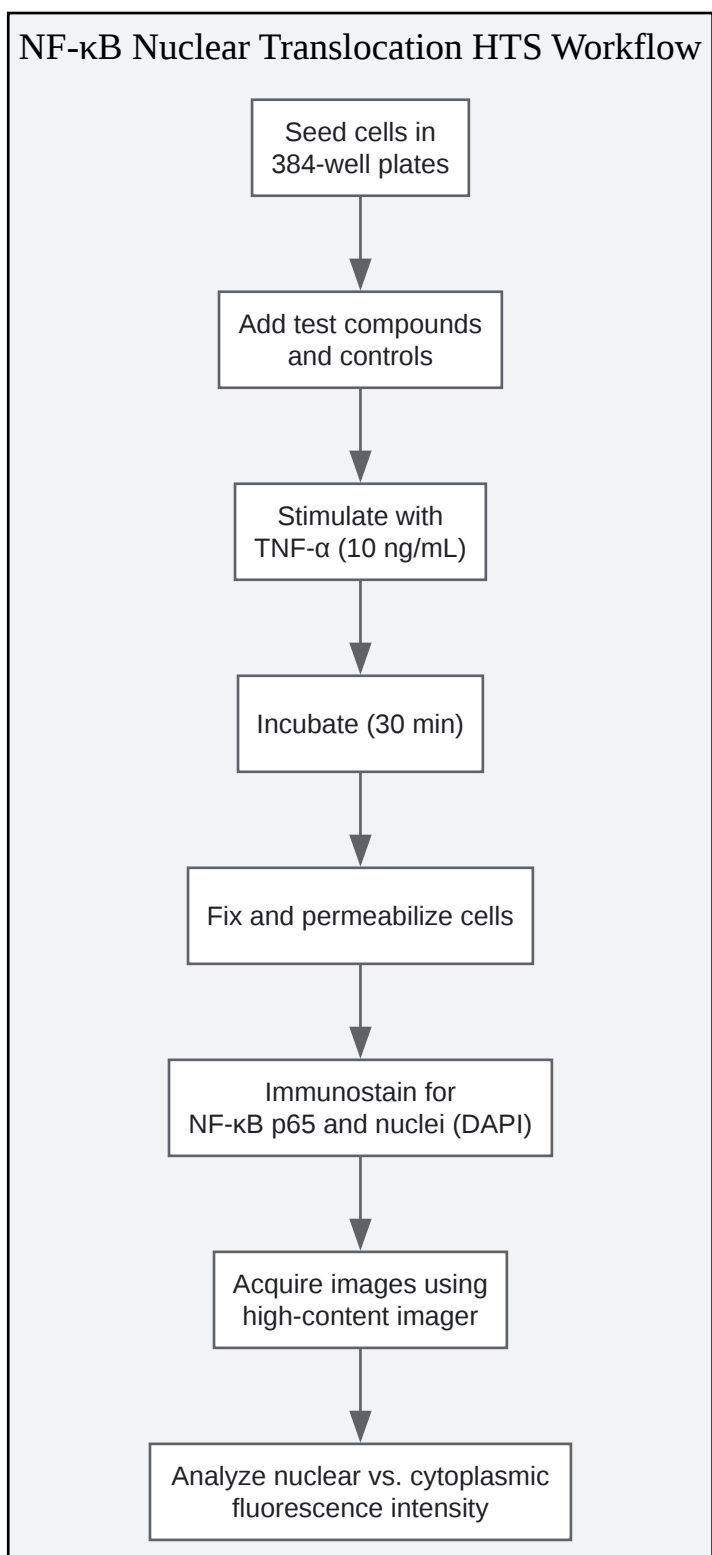 NF-κB Nuclear Translocation HTS Workflow
Seed cells in
384-well plates
Add test compounds
and controls
Stimulate with
TNF-α (10 ng/mL)
Incubate (30 min)
Fix and permeabilize cells
Immunostain for
NF-κB p65 and nuclei (DAPI)
Acquire images using
high-content imager
Analyze nuclear vs. cytoplasmic
fluorescence intensity